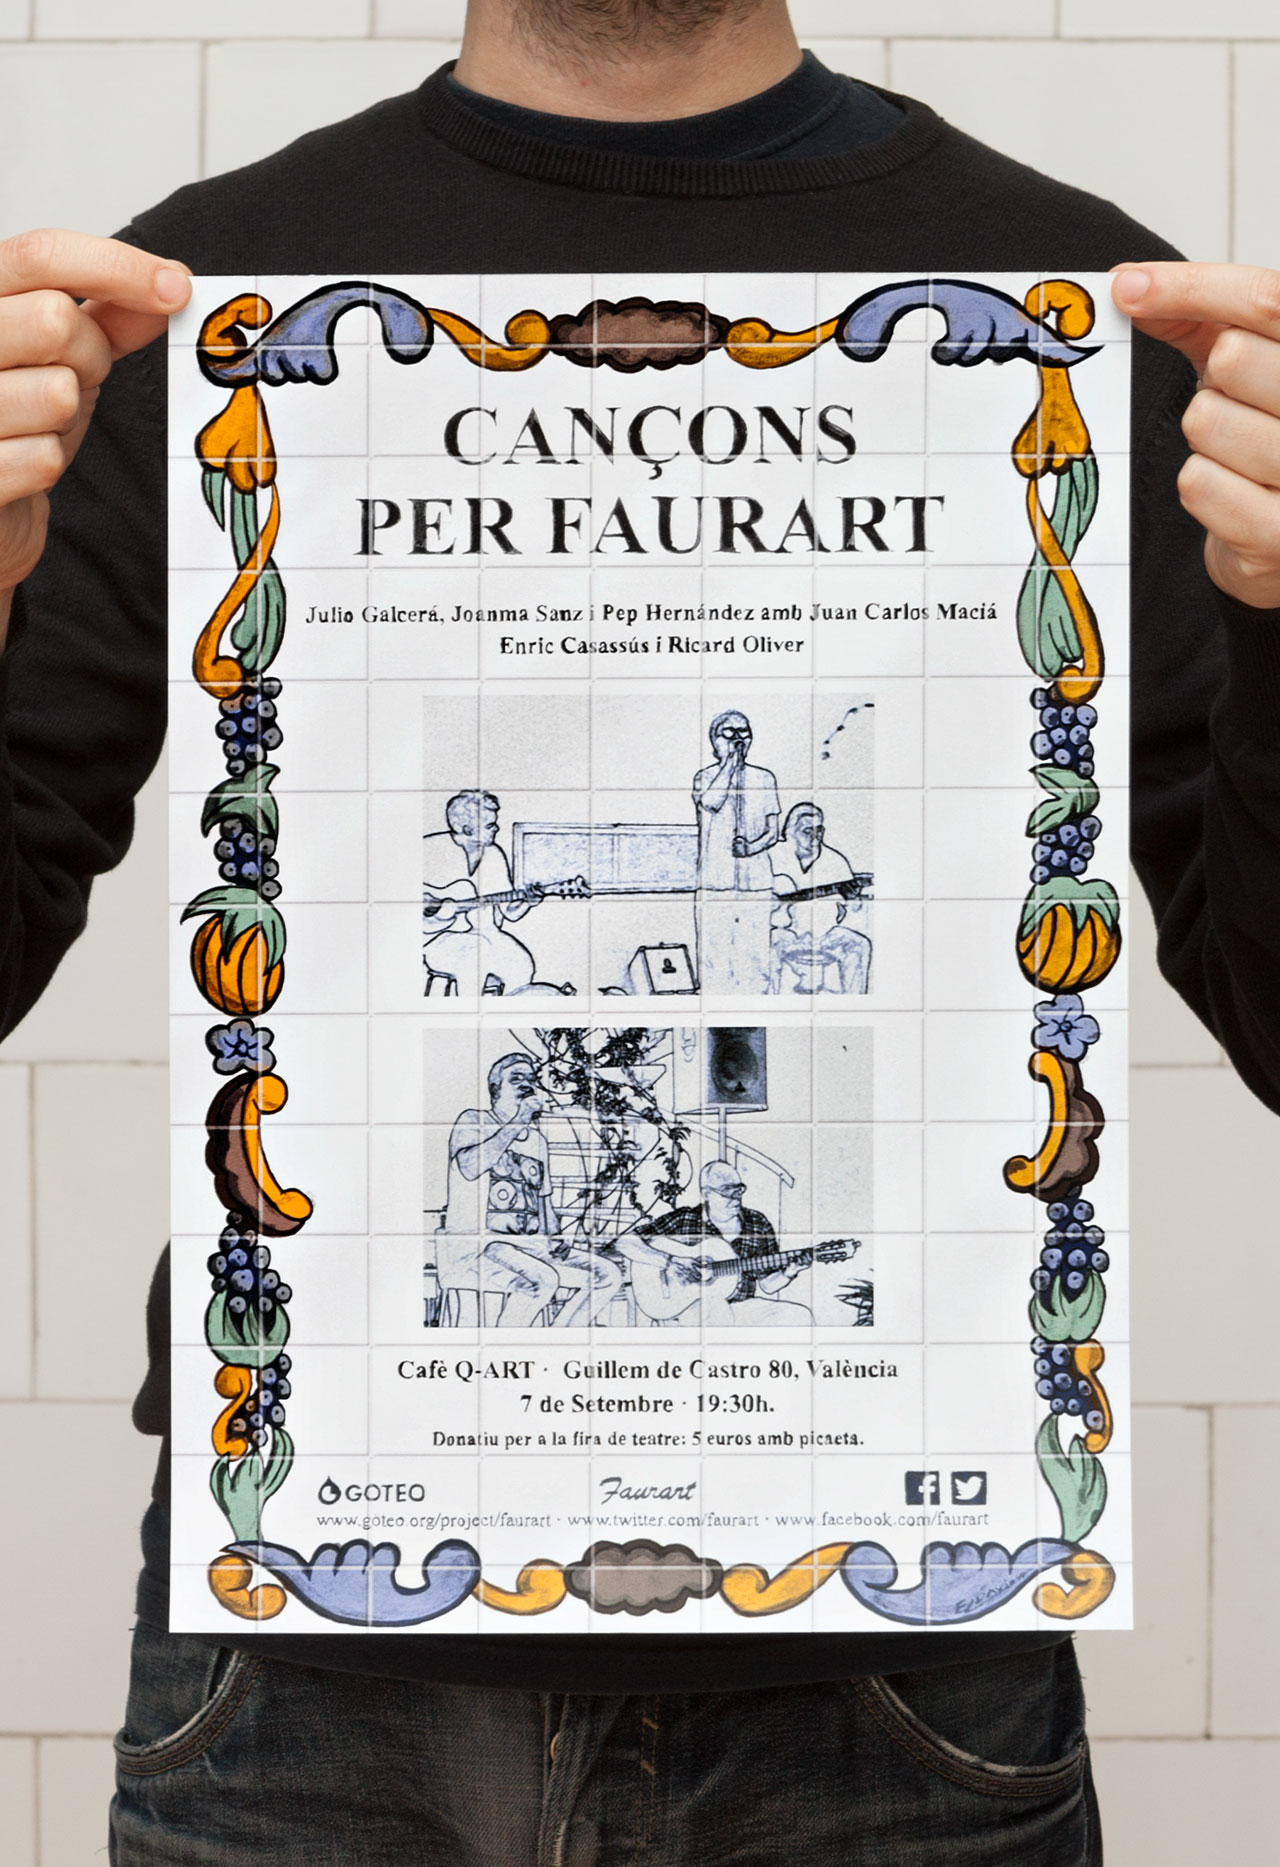 CANÇONS
PER FAURART
Julio Galcerá, Joanma Sanz i Pep Hernández amb Juan Carlos Maciá
Enric Casassús i Ricard Oliver
Cafè Q-ART · Guillem de Castro 80, València
7 de Setembre · 19:30h.
Donatiu per a la fira de teatre: 5 euros amb picaeta.
GOTEO
Faurart
www.goteo.org/project/faurart · www.twitter.com/faurart · www.facebook.com/faurart